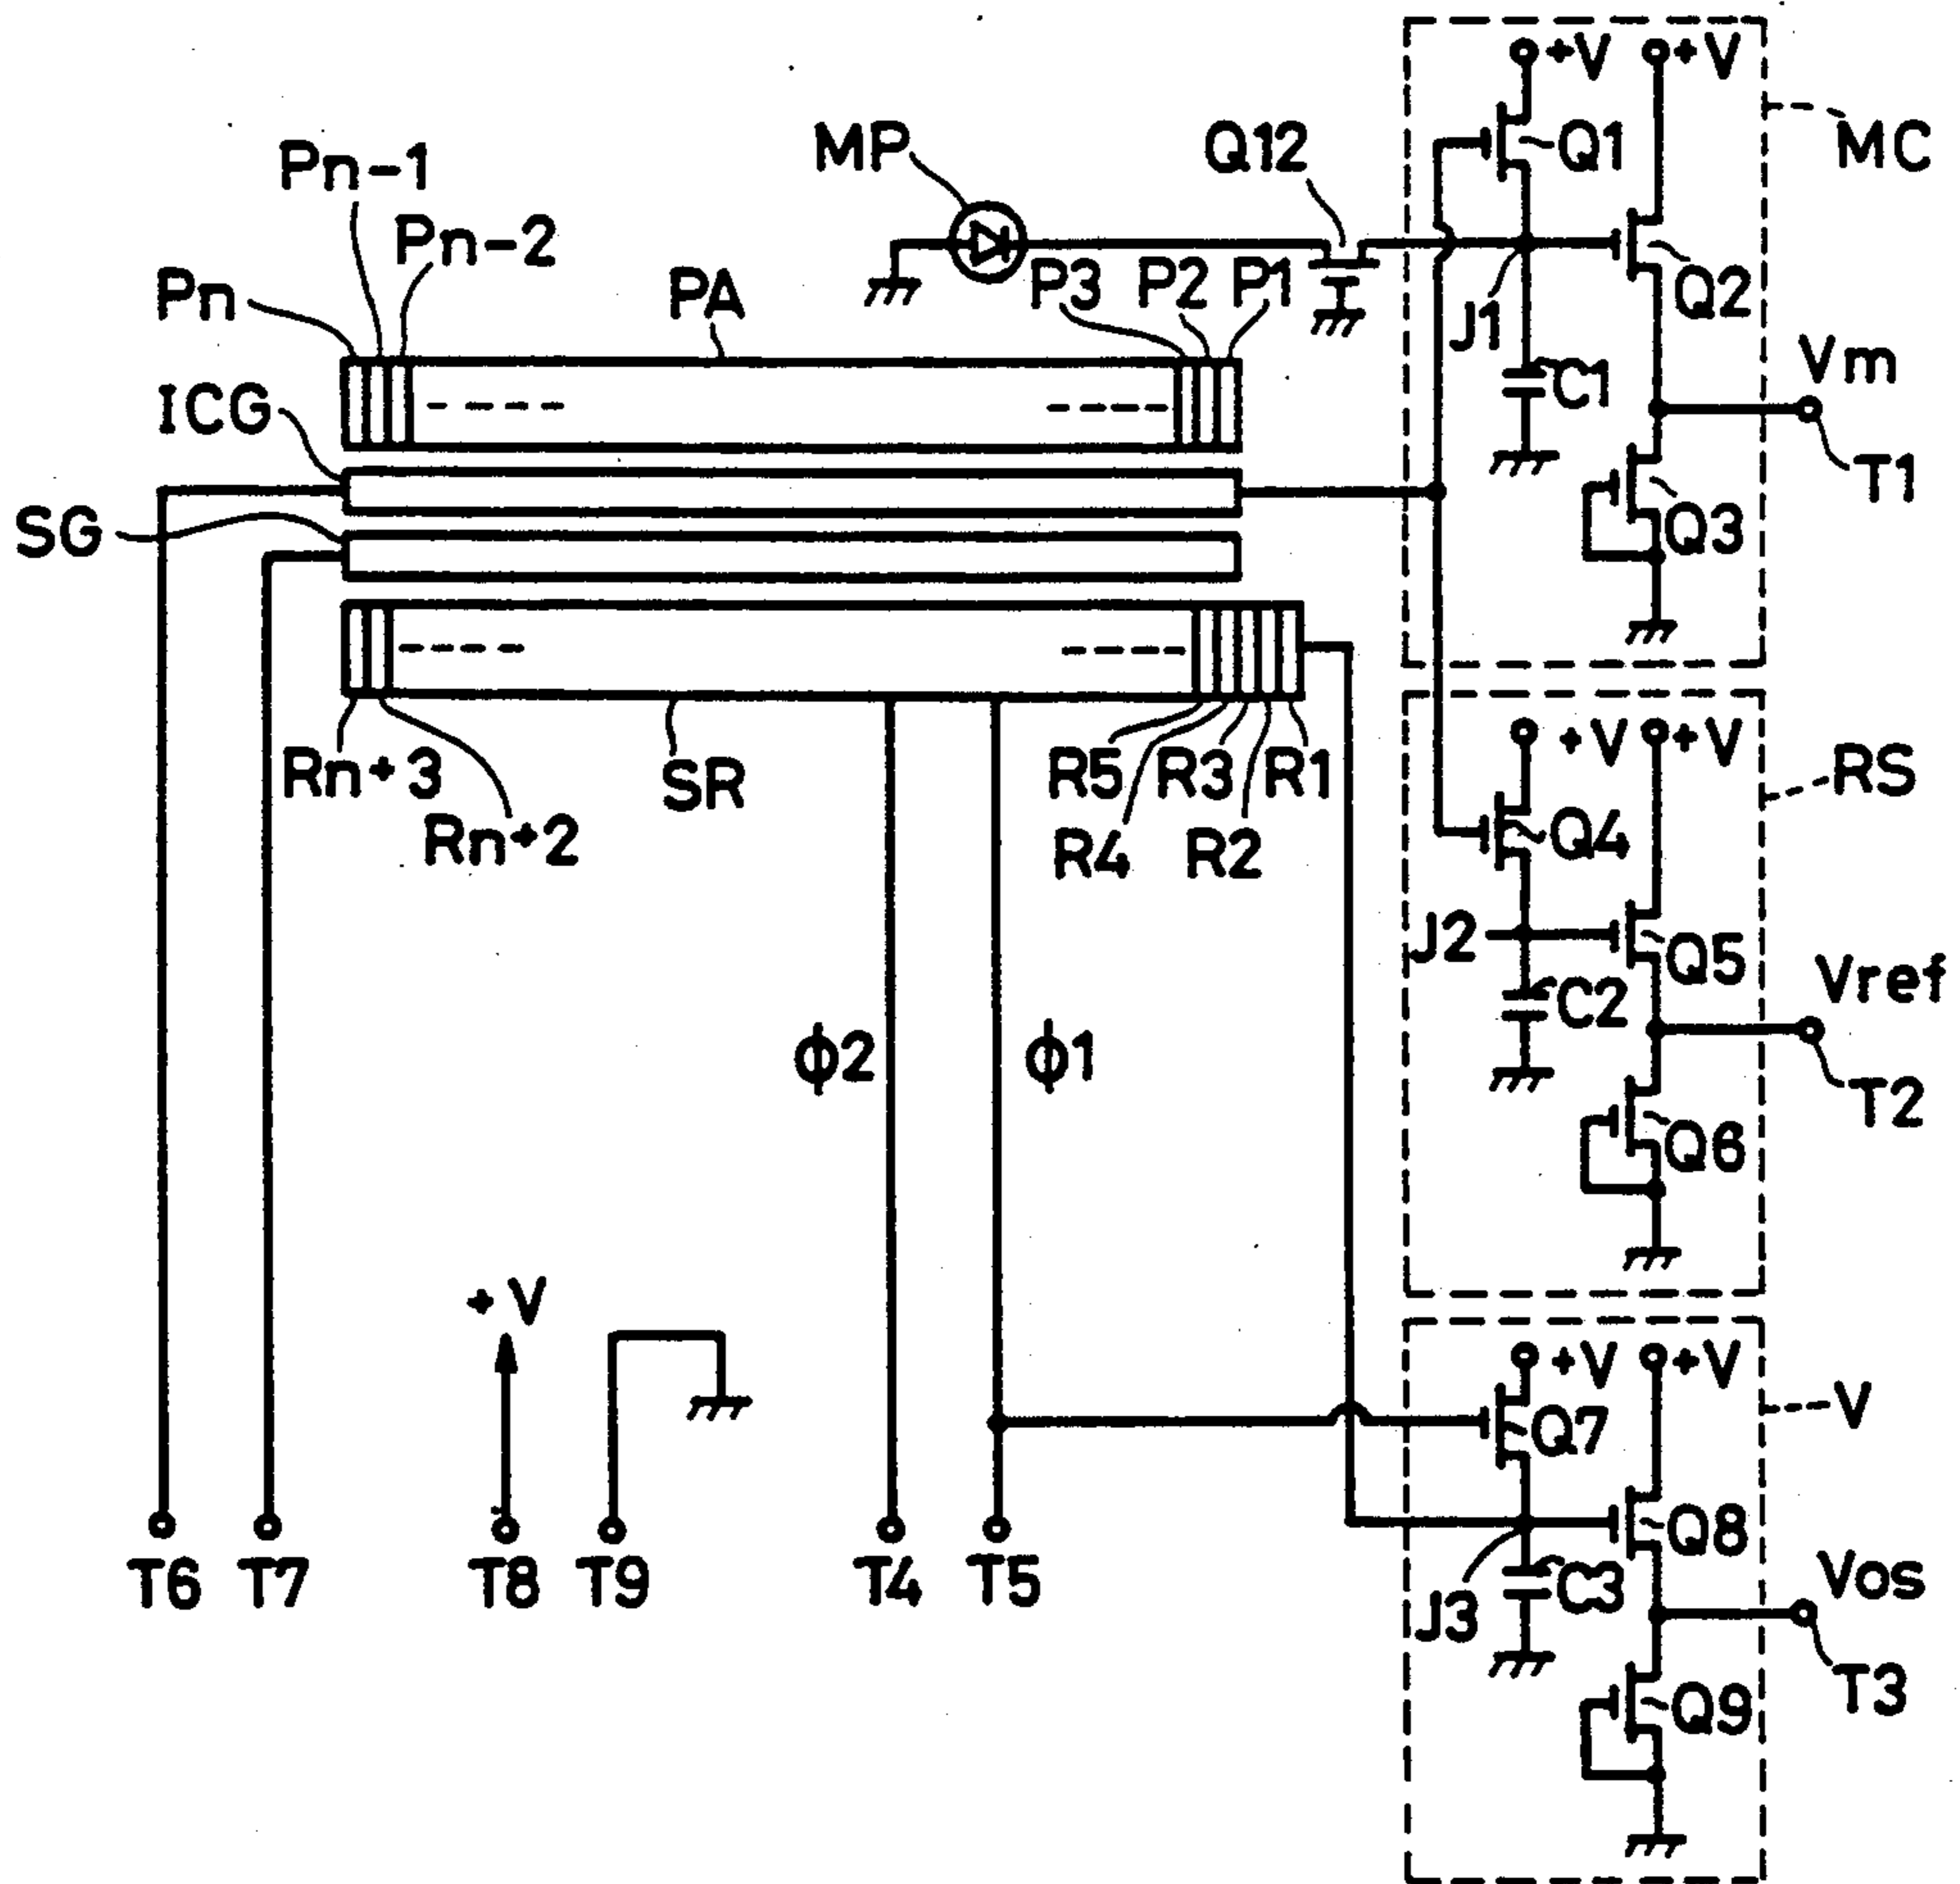 +V +V
MP Q12 Q1 MC
Pn-1
Pn-2
Pn PA P3 P2 P1 Q2
J1
Vm
ICG C1
T1
SG Q3
Rn+3 SR R5 R3 R1 +V +V RS
Rn+2 R4 R2 Q4
J2 Q5 Vref
C2
ϕ2 ϕ1 T2
Q6
+V
+V +V
Q7 V
Q8
T6 T7 T8 T9 T4 T5 J3 C3 Vos
Q9 T3